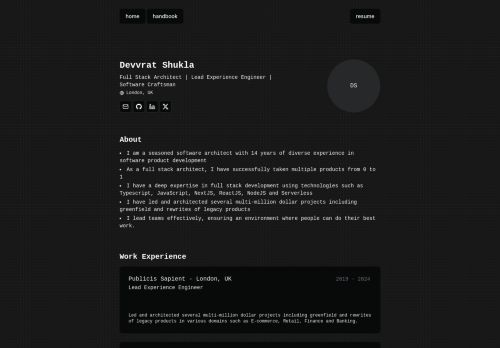 home handbook resume
Devvrat Shukla
Full Stack Architect | Lead Experience Engineer |
Software Craftsman
London, UK
DS
About
• I am a seasoned software architect with 14 years of diverse experience in
software product development
• As a full stack architect, I have successfully taken multiple products from 0 to
1
• I have a deep expertise in full stack development using technologies such as
Typescript, JavaScript, NextJS, ReactJS, NodeJS and Serverless
• I have led and architected several multi-million dollar projects including
greenfield and rewrites of legacy products
• I lead teams effectively, ensuring an environment where people can do their best
work.
Work Experience
Publicis Sapient - London, UK 2019 - 2024
Lead Experience Engineer
Led and architected several multi-million dollar projects including greenfield and rewrites
of legacy products in various domains such as E-commerce, Retail, Finance and Banking.